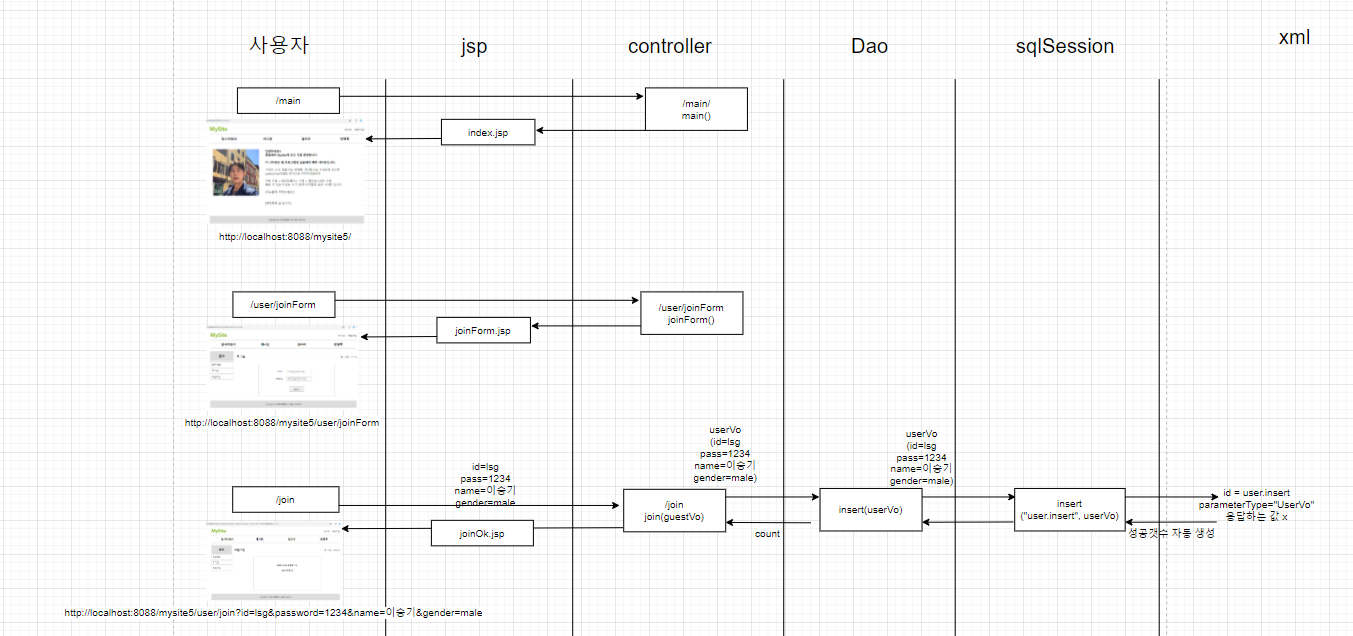 사용자
jsp
controller
Dao
sqlSession
xml
/main
/main/
main()
index.jsp
MySite
http://localhost:8088/mysite5/
/user/joinForm
/user/joinForm
joinForm()
joinForm.jsp
MySite
http://localhost:8088/mysite5/user/joinForm
/join
id=lsg
pass=1234
name=이승기
gender=male
userVo
(id=lsg
pass=1234
name=이승기
gender=male)
/join
join(guestVo)
joinOk.jsp
count
userVo
(id=lsg
pass=1234
name=이승기
gender=male)
insert(userVo)
insert
("user.insert", userVo)
id = user.insert
parameterType="UserVo"
응답하는 값 x
성공갯수 자동 생성
MySite
http://localhost:8088/mysite5/user/join?id=lsg&password=1234&name=이승기&gender=male